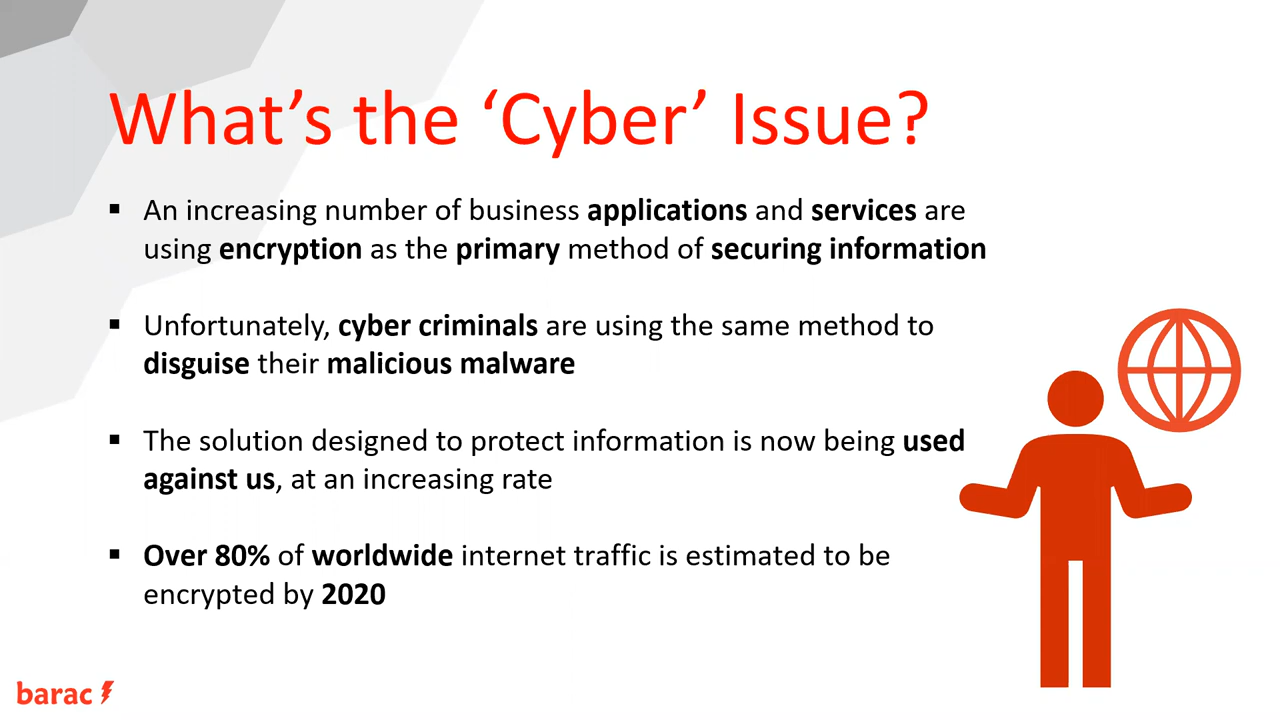 What's the ‘Cyber’ Issue?
▪ An increasing number of business applications and services are
using encryption as the primary method of securing information
▪ Unfortunately, cyber criminals are using the same method to
disguise their malicious malware
▪ The solution designed to protect information is now being used
against us, at an increasing rate
▪ Over 80% of worldwide internet traffic is estimated to be
encrypted by 2020
barac